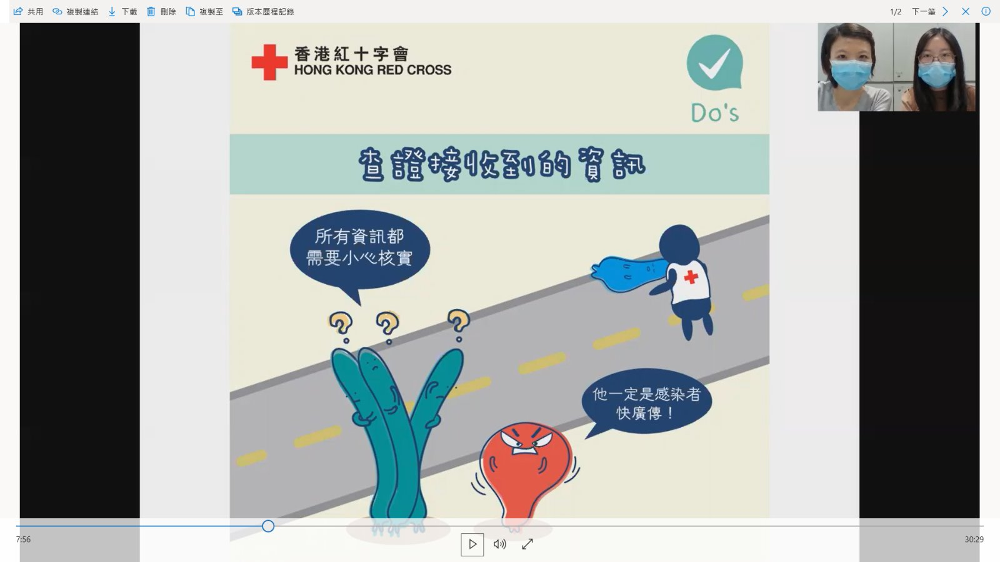 共用 複製連結 下載 刪除 複製至 版本歷程記錄 1/2 下一筆
香港紅十字會
HONG KONG RED CROSS
Do's
查證接收到的資訊
所有資訊都
需要小心核實
? ? ?
他一定是感染者
快廣傳！
7:56 30:29